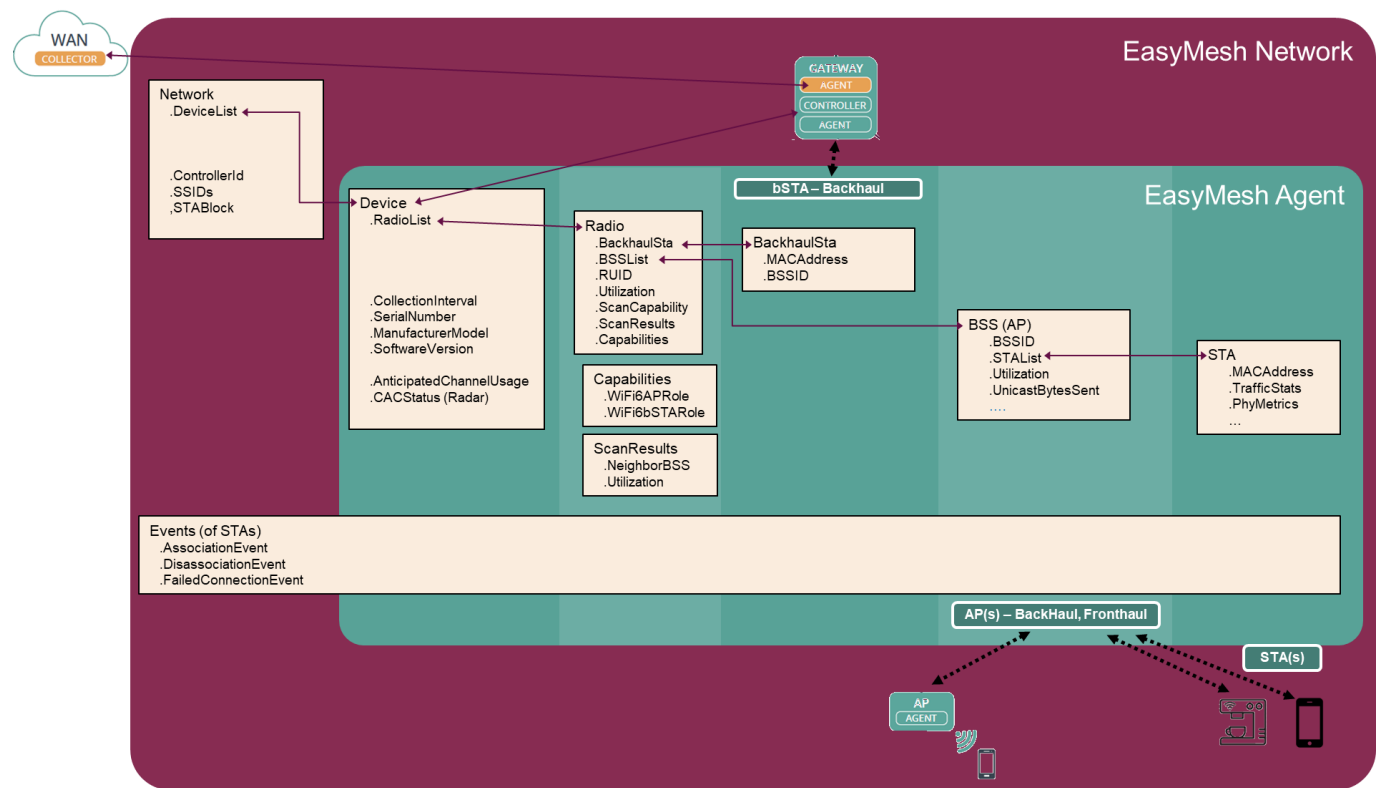 WAN
COLLECTOR
EasyMesh Network
GATEWAY
AGENT
CONTROLLER
AGENT
Network
.DeviceList
.ControllerId
.SSIDs
,STABlock
bSTA – Backhaul
EasyMesh Agent
Device
.RadioList
.CollectionInterval
.SerialNumber
.ManufacturerModel
.SoftwareVersion
.AnticipatedChannelUsage
.CACStatus (Radar)
Radio
.BackhaulSta
.BSSList
.RUID
.Utilization
.ScanCapability
.ScanResults
.Capabilities
Capabilities
.WiFi6APRole
.WiFi6bSTARole
ScanResults
.NeighborBSS
.Utilization
BackhaulSta
.MACAddress
.BSSID
BSS (AP)
.BSSID
.STAList
.Utilization
.UnicastBytesSent
....
STA
.MACAddress
.TrafficStats
.PhyMetrics
...
Events (of STAs)
.AssociationEvent
.DisassociationEvent
.FailedConnectionEvent
AP(s) – BackHaul, Fronthaul
STA(s)
AP
AGENT